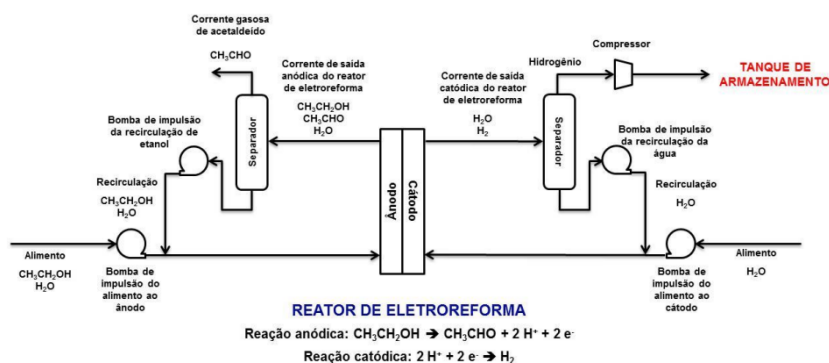 Corrente gasosa
de acetaldeído
CH₃CHO
Corrente de saída
anódica do reator
de eletroreforma
CH₃CH₂OH
CH₃CHO
H₂O
Separador
Bomba de impulsão
da recirculação de
etanol
Recirculação
CH₃CH₂OH
H₂O
Alimento
CH₃CH₂OH
H₂O
Bomba de
impulsão do
alimento ao
ânodo
Ânodo
Cátodo
Corrente de saída
catódica do reator
de eletroreforma
H₂O
H₂
Hidrogênio
Compressor
TANQUE DE
ARMAZENAMENTO
Separador
Bomba de impulsão
da recirculação da
água
Recirculação
H₂O
Alimento
H₂O
Bomba de
impulsão do
alimento ao
cátodo
REATOR DE ELETROREFORMA
Reação anódica: CH₃CH₂OH → CH₃CHO + 2 H⁺ + 2 e⁻
Reação catódica: 2 H⁺ + 2 e⁻ → H₂